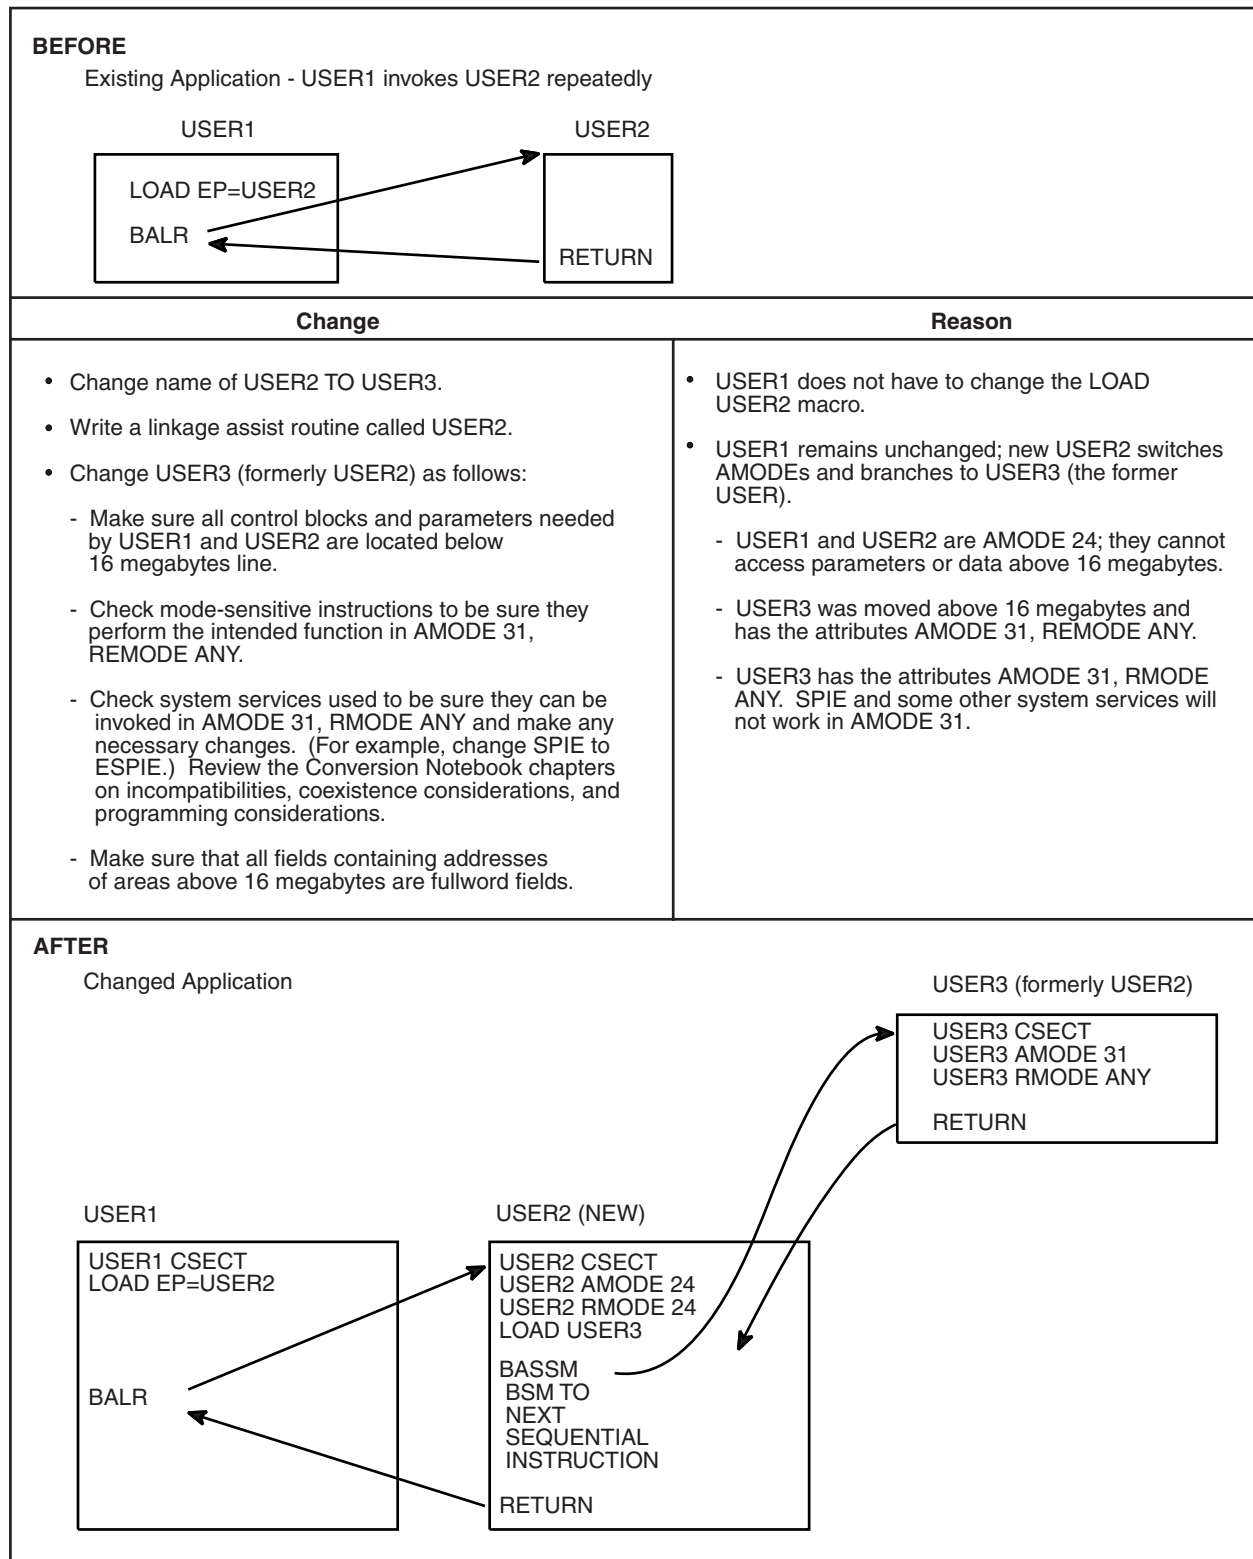 BEFORE
Existing Application - USER1 invokes USER2 repeatedly
USER1
USER2
LOAD EP=USER2
BALR
RETURN
Change
Reason
• Change name of USER2 TO USER3.
• Write a linkage assist routine called USER2.
• Change USER3 (formerly USER2) as follows:
- Make sure all control blocks and parameters needed
by USER1 and USER2 are located below
16 megabytes line.
- Check mode-sensitive instructions to be sure they
perform the intended function in AMODE 31,
REMODE ANY.
- Check system services used to be sure they can be
invoked in AMODE 31, RMODE ANY and make any
necessary changes. (For example, change SPIE to
ESPIE.) Review the Conversion Notebook chapters
on incompatibilities, coexistence considerations, and
programming considerations.
- Make sure that all fields containing addresses
of areas above 16 megabytes are fullword fields.
• USER1 does not have to change the LOAD
USER2 macro.
• USER1 remains unchanged; new USER2 switches
AMODEs and branches to USER3 (the former
USER).
- USER1 and USER2 are AMODE 24; they cannot
access parameters or data above 16 megabytes.
- USER3 was moved above 16 megabytes and
has the attributes AMODE 31, REMODE ANY.
- USER3 has the attributes AMODE 31, RMODE
ANY. SPIE and some other system services will
not work in AMODE 31.
AFTER
Changed Application
USER3 (formerly USER2)
USER3 CSECT
USER3 AMODE 31
USER3 RMODE ANY
RETURN
USER1
USER1 CSECT
LOAD EP=USER2
BALR
USER2 (NEW)
USER2 CSECT
USER2 AMODE 24
USER2 RMODE 24
LOAD USER3
BASSM
BSM TO
NEXT
SEQUENTIAL
INSTRUCTION
RETURN